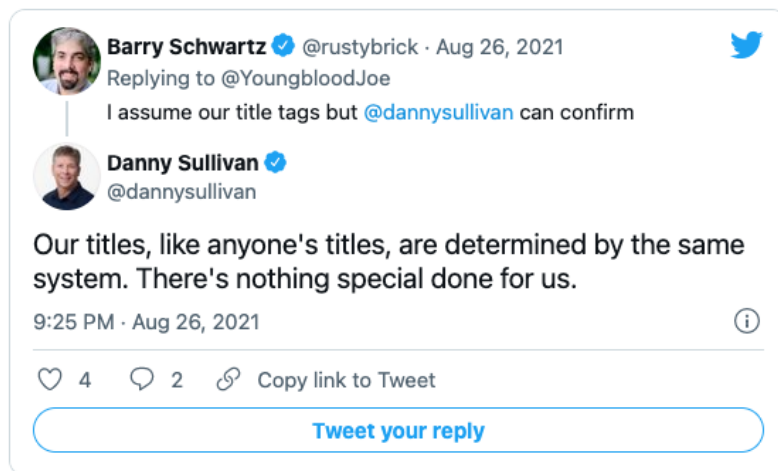 Barry Schwartz @rustybrick · Aug 26, 2021
Replying to @YoungbloodJoe
I assume our title tags but @dannysullivan can confirm
Danny Sullivan
@dannysullivan
Our titles, like anyone's titles, are determined by the same
system. There's nothing special done for us.
9:25 PM · Aug 26, 2021
4 2 Copy link to Tweet
Tweet your reply